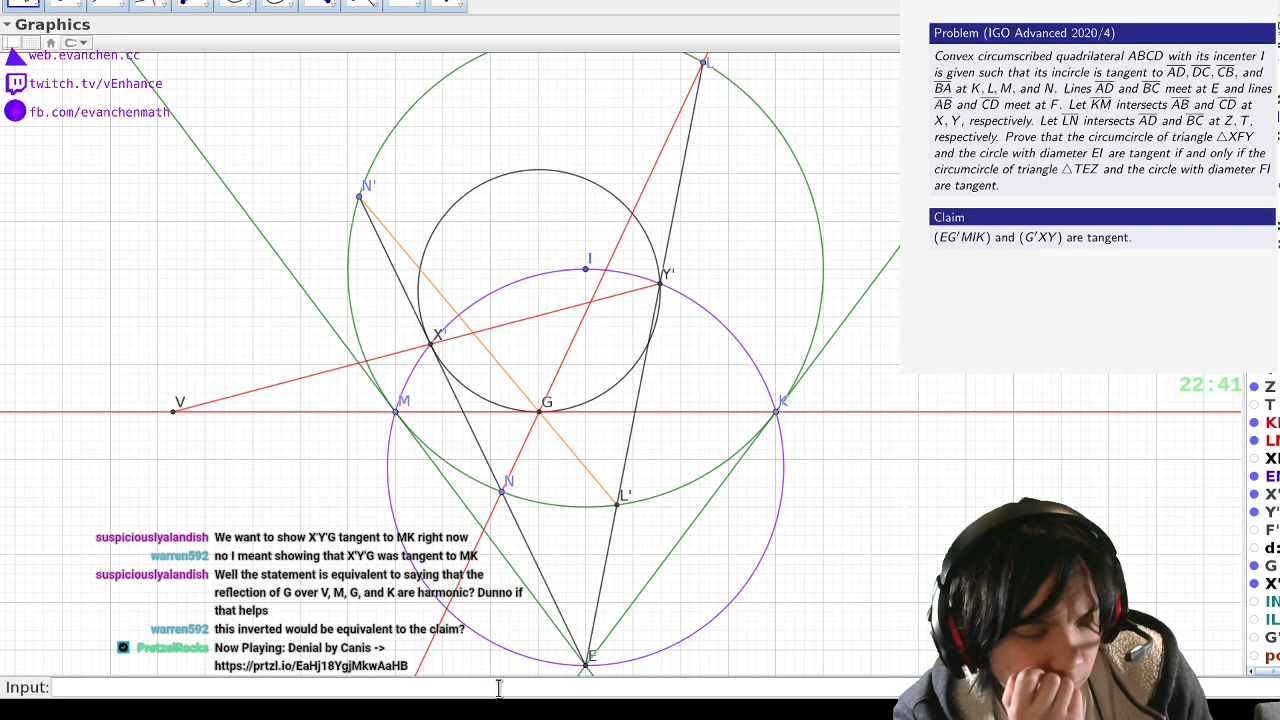 Graphics
web.evanchen.cc
twitch.tv/vEnhance
fb.com/evanchenmath
Problem (IGO Advanced 2020/4)
Convex circumscribed quadrilateral ABCD with its incenter I
is given such that its incircle is tangent to AD, DC, CB, and
BA at K, L, M, and N. Lines AD and BC meet at E and lines
AB and CD meet at F. Let KM intersects AB and CD at
X, Y, respectively. Let LN intersects AD and BC at Z, T,
respectively. Prove that the circumcircle of triangle △XFY
and the circle with diameter EI are tangent if and only if the
circumcircle of triangle △TEZ and the circle with diameter FI
are tangent.
Claim
(EG′MIK) and (G′XY) are tangent.
L
N'
I
Y'
X'
V
M
G
K
N
L'
E
22:41
Z
T
suspiciouslyalandish We want to show X'Y'G tangent to MK right now
warren592 no I meant showing that X'Y'G was tangent to MK
suspiciouslyalandish Well the statement is equivalent to saying that the
reflection of G over V, M, G, and K are harmonic? Dunno if
that helps
warren592 this inverted would be equivalent to the claim?
PretzelRocks Now Playing: Denial by Canis ->
https://prtzl.io/EaHj18YgjMkwAaHB
X'
Y'
F'
d:
G
X'
IN
IL
G'
Input: